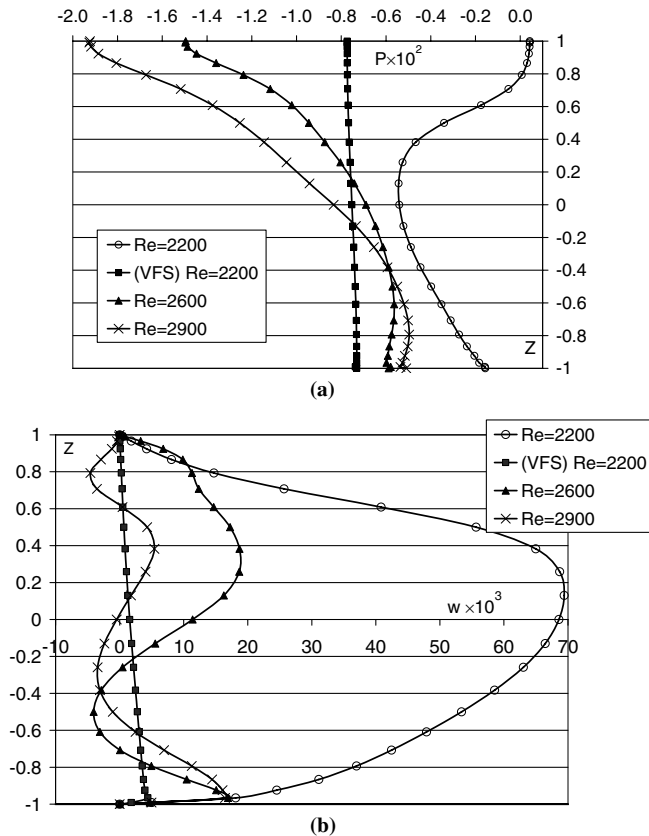 -2.0 -1.8 -1.6 -1.4 -1.2 -1.0 -0.8 -0.6 -0.4 -0.2 0.0
P×10²
1
0.8
0.6
0.4
0.2
0
-0.2
-0.4
-0.6
-0.8
-1
Z
Re=2200
(VFS) Re=2200
Re=2600
Re=2900
(a)
Z
1
0.8
0.6
0.4
0.2
0
-0.2
-0.4
-0.6
-0.8
-1
Re=2200
(VFS) Re=2200
Re=2600
Re=2900
w×10³
-10 0 10 20 30 40 50 60 70
(b)